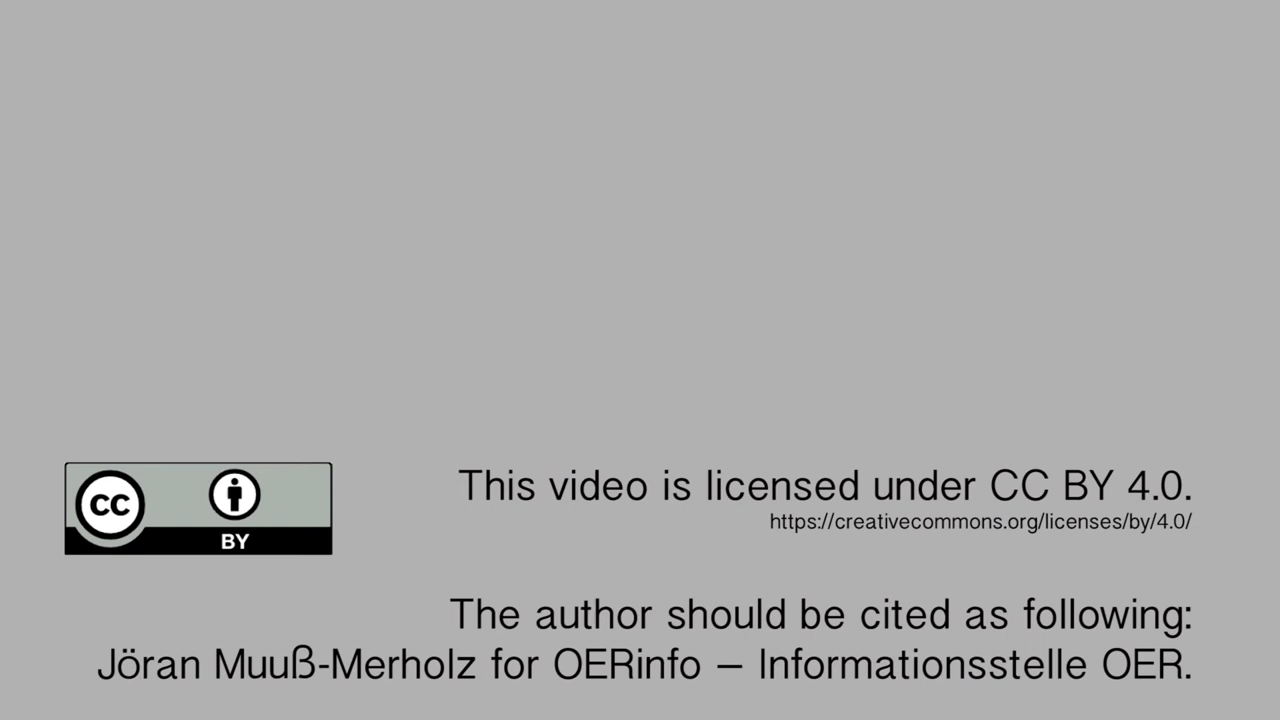 CC
BY
This video is licensed under CC BY 4.0.
https://creativecommons.org/licenses/by/4.0/
The author should be cited as following:
Jöran Muuß-Merholz for OERinfo – Informationsstelle OER.